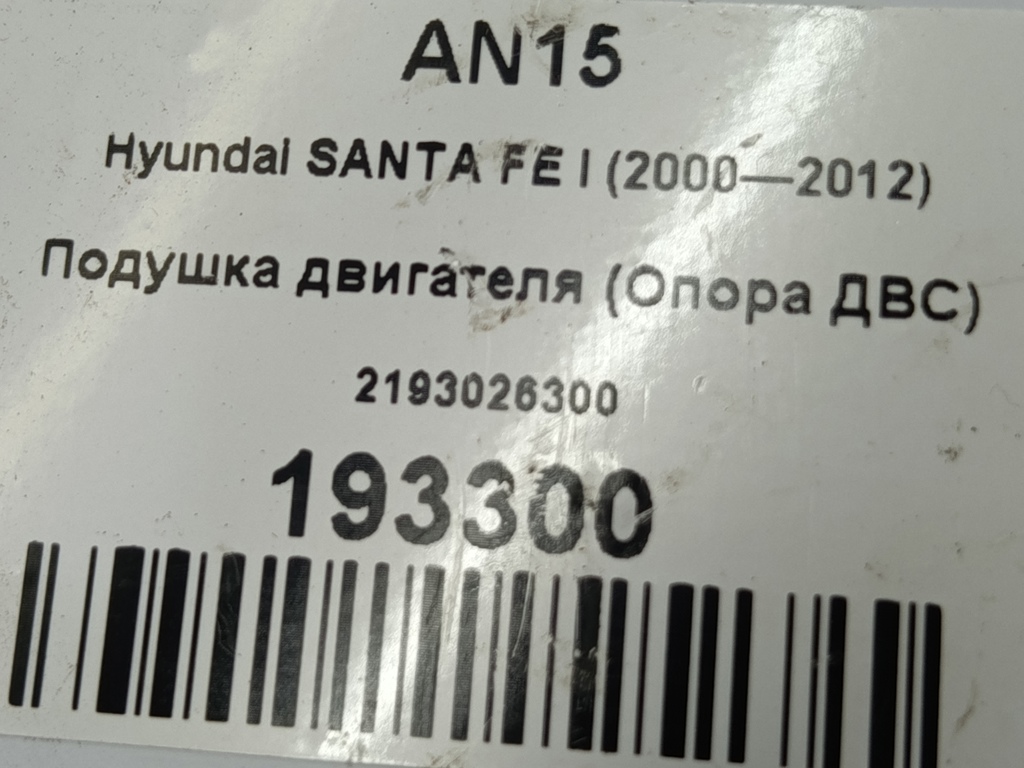 AN15
Hyundai SANTA FE I (2000—2012)
Подушка двигателя (Опора ДВС)
2193026300
193300